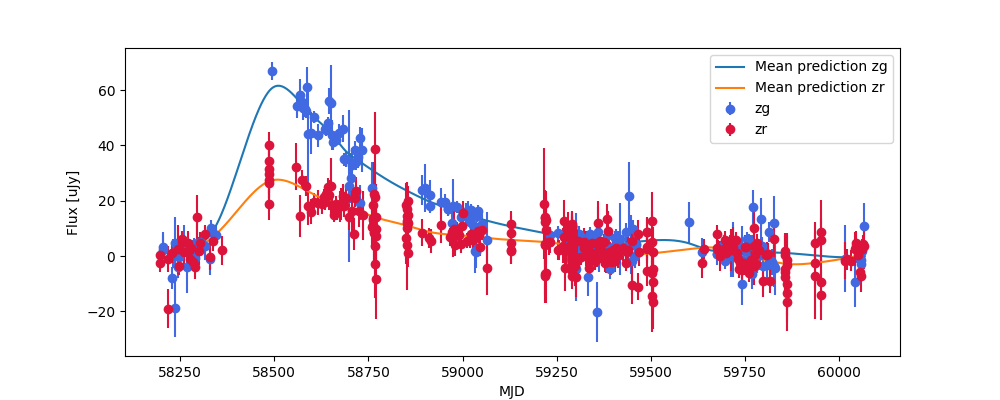 Mean prediction zg
Mean prediction zr
zg
zr
Flux [uJy]
60
40
20
0
−20
58250
58500
58750
59000
59250
59500
59750
60000
MJD